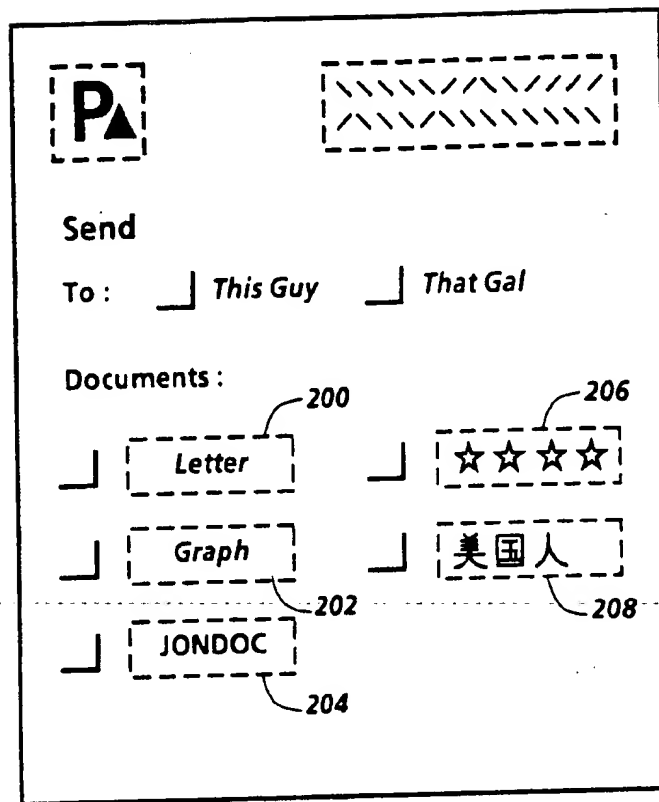 P
Send
To : This Guy That Gal
Documents :
200 206
Letter ☆☆☆☆
Graph 美国人
202 208
JONDOC
204